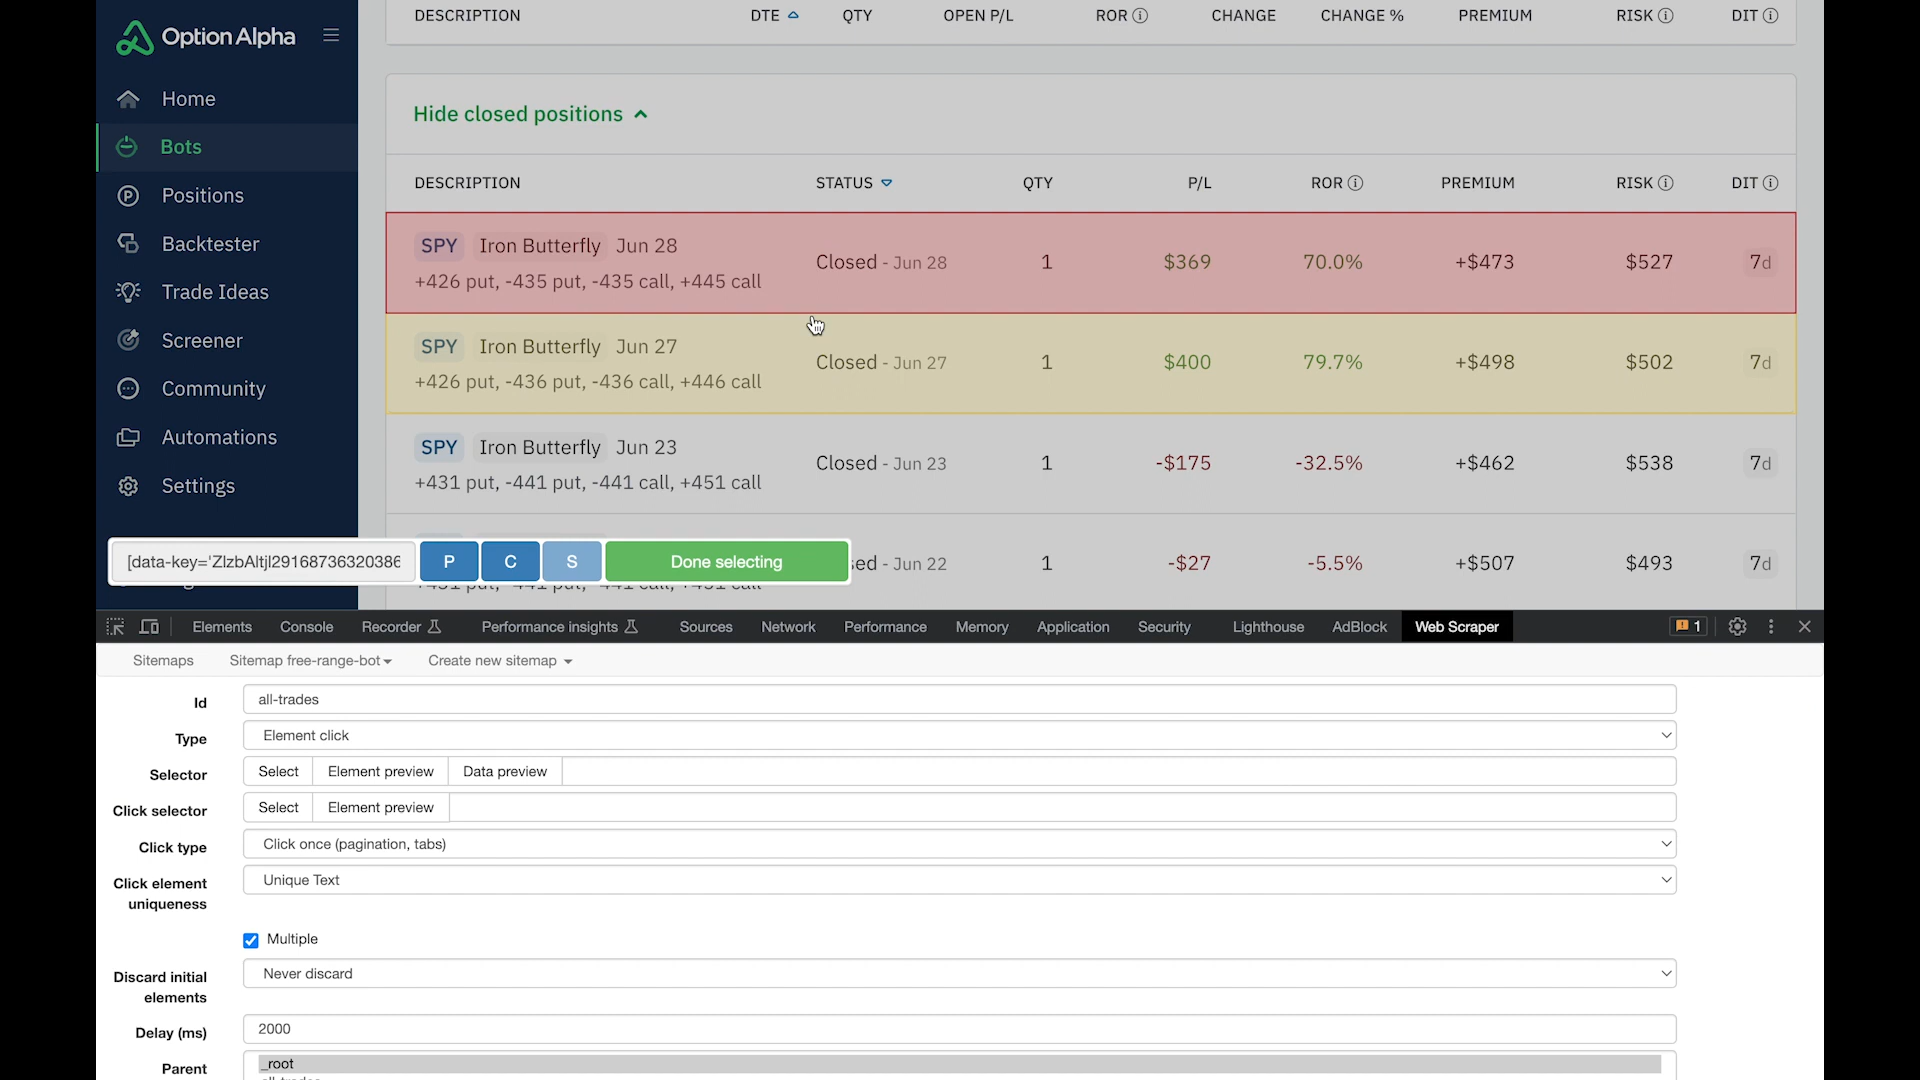 Option Alpha
Home
Bots
Positions
Backtester
Trade Ideas
Screener
Community
Automations
Settings
DESCRIPTION DTE QTY OPEN P/L ROR CHANGE CHANGE % PREMIUM RISK DIT
Hide closed positions
DESCRIPTION STATUS QTY P/L ROR PREMIUM RISK DIT
SPY Iron Butterfly Jun 28
+426 put, -435 put, -435 call, +445 call
Closed - Jun 28 1 $369 70.0% +$473 $527 7d
SPY Iron Butterfly Jun 27
+426 put, -436 put, -436 call, +446 call
Closed - Jun 27 1 $400 79.7% +$498 $502 7d
SPY Iron Butterfly Jun 23
+431 put, -441 put, -441 call, +451 call
Closed - Jun 23 1 -$175 -32.5% +$462 $538 7d
ed - Jun 22 1 -$27 -5.5% +$507 $493 7d
[data-key='ZlzbAltjl29168736320386 P C S Done selecting
Elements Console Recorder Performance insights Sources Network Performance Memory Application Security Lighthouse AdBlock Web Scraper 1
Sitemaps Sitemap free-range-bot Create new sitemap
Id all-trades
Type Element click
Selector Select Element preview Data preview
Click selector Select Element preview
Click type Click once (pagination, tabs)
Click element uniqueness Unique Text
Multiple
Discard initial elements Never discard
Delay (ms) 2000
Parent _root